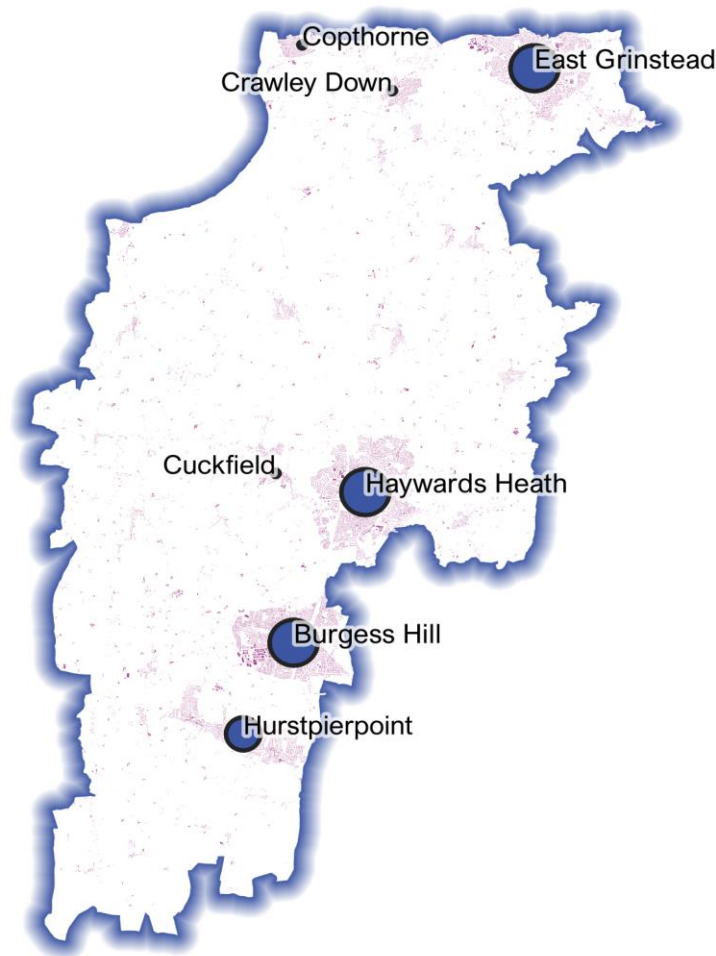 Copthorne
East Grinstead
Crawley Down
Cuckfield
Haywards Heath
Burgess Hill
Hurstpierpoint